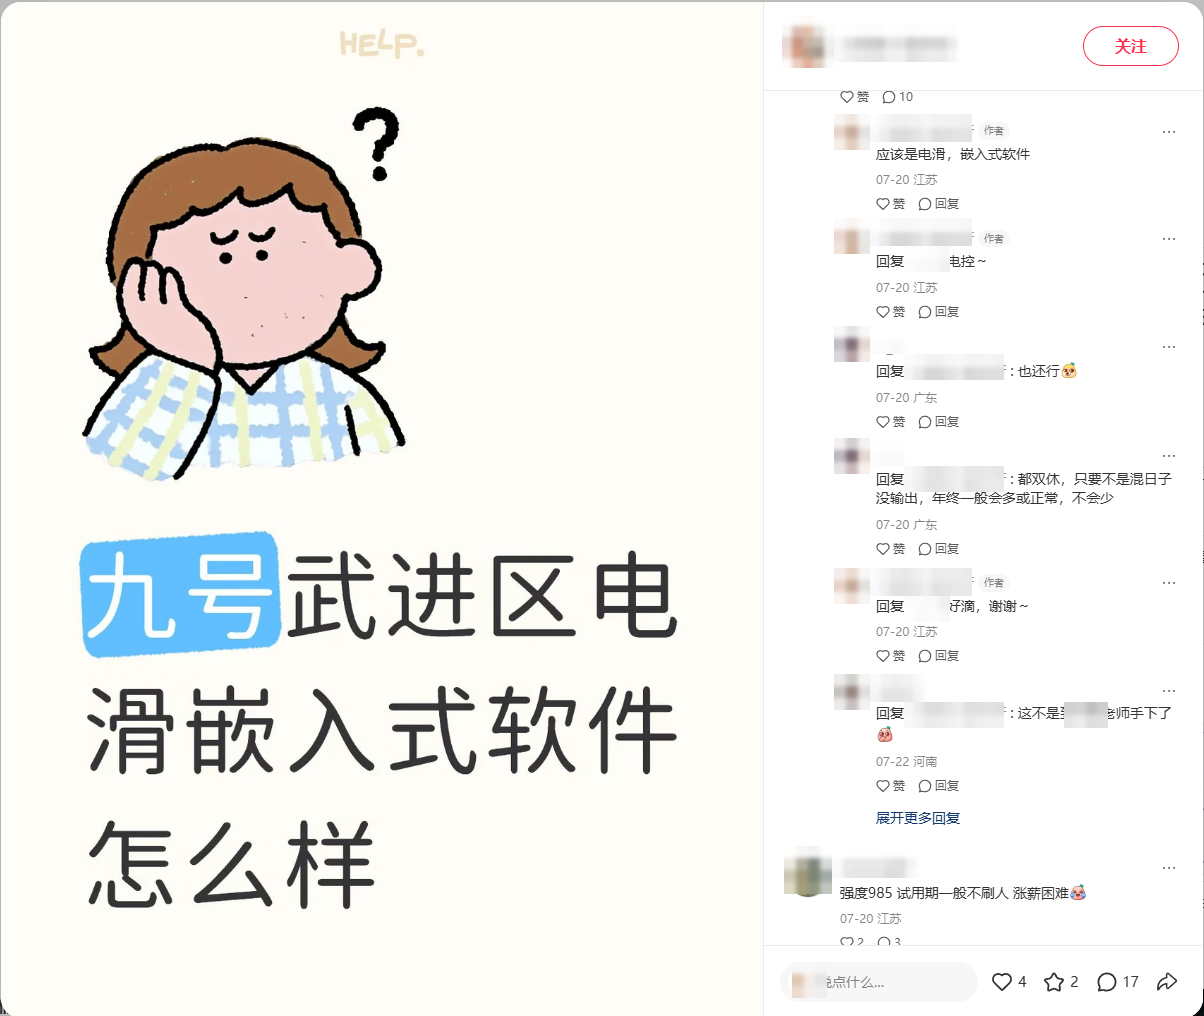 HELP.
?
九号武进区电
滑嵌入式软件
怎么样
关注
赞 10
作者
应该是电滑，嵌入式软件
07-20 江苏
赞 回复
作者
回复 电控～
07-20 江苏
赞 回复
回复 : 也还行
07-20 广东
赞 回复
回复 : 都双休，只要不是混日子
没输出，年终一般会多或正常，不会少
07-20 广东
赞 回复
作者
回复 好滴，谢谢～
07-20 江苏
赞 回复
回复 : 这不是 老师手下了
07-22 河南
赞 回复
展开更多回复
强度985 试用期一般不刷人 涨薪困难
07-20 江苏
2 3
说点什么...
4 2 17